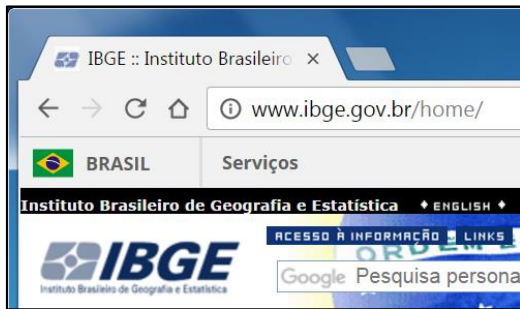 IBGE :: Instituto Brasileiro
www.ibge.gov.br/home/
BRASIL Serviços
Instituto Brasileiro de Geografia e Estatística ENGLISH
ACESSO À INFORMAÇÃO LINKS
ORDEM E
IBGE
Instituto Brasileiro de Geografia e Estatística
Google Pesquisa persona